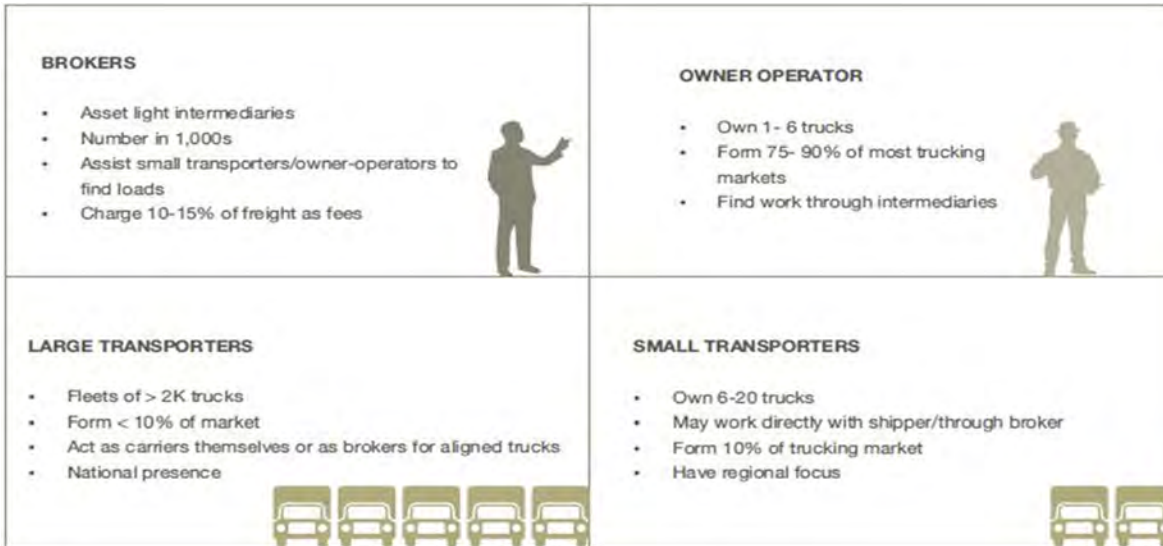 BROKERS
• Asset light intermediaries
• Number in 1,000s
• Assist small transporters/owner-operators to
find loads
• Charge 10-15% of freight as fees
OWNER OPERATOR
• Own 1- 6 trucks
• Form 75- 90% of most trucking
markets
• Find work through intermediaries
LARGE TRANSPORTERS
• Fleets of > 2K trucks
• Form < 10% of market
• Act as carriers themselves or as brokers for aligned trucks
• National presence
SMALL TRANSPORTERS
• Own 6-20 trucks
• May work directly with shipper/through broker
• Form 10% of trucking market
• Have regional focus